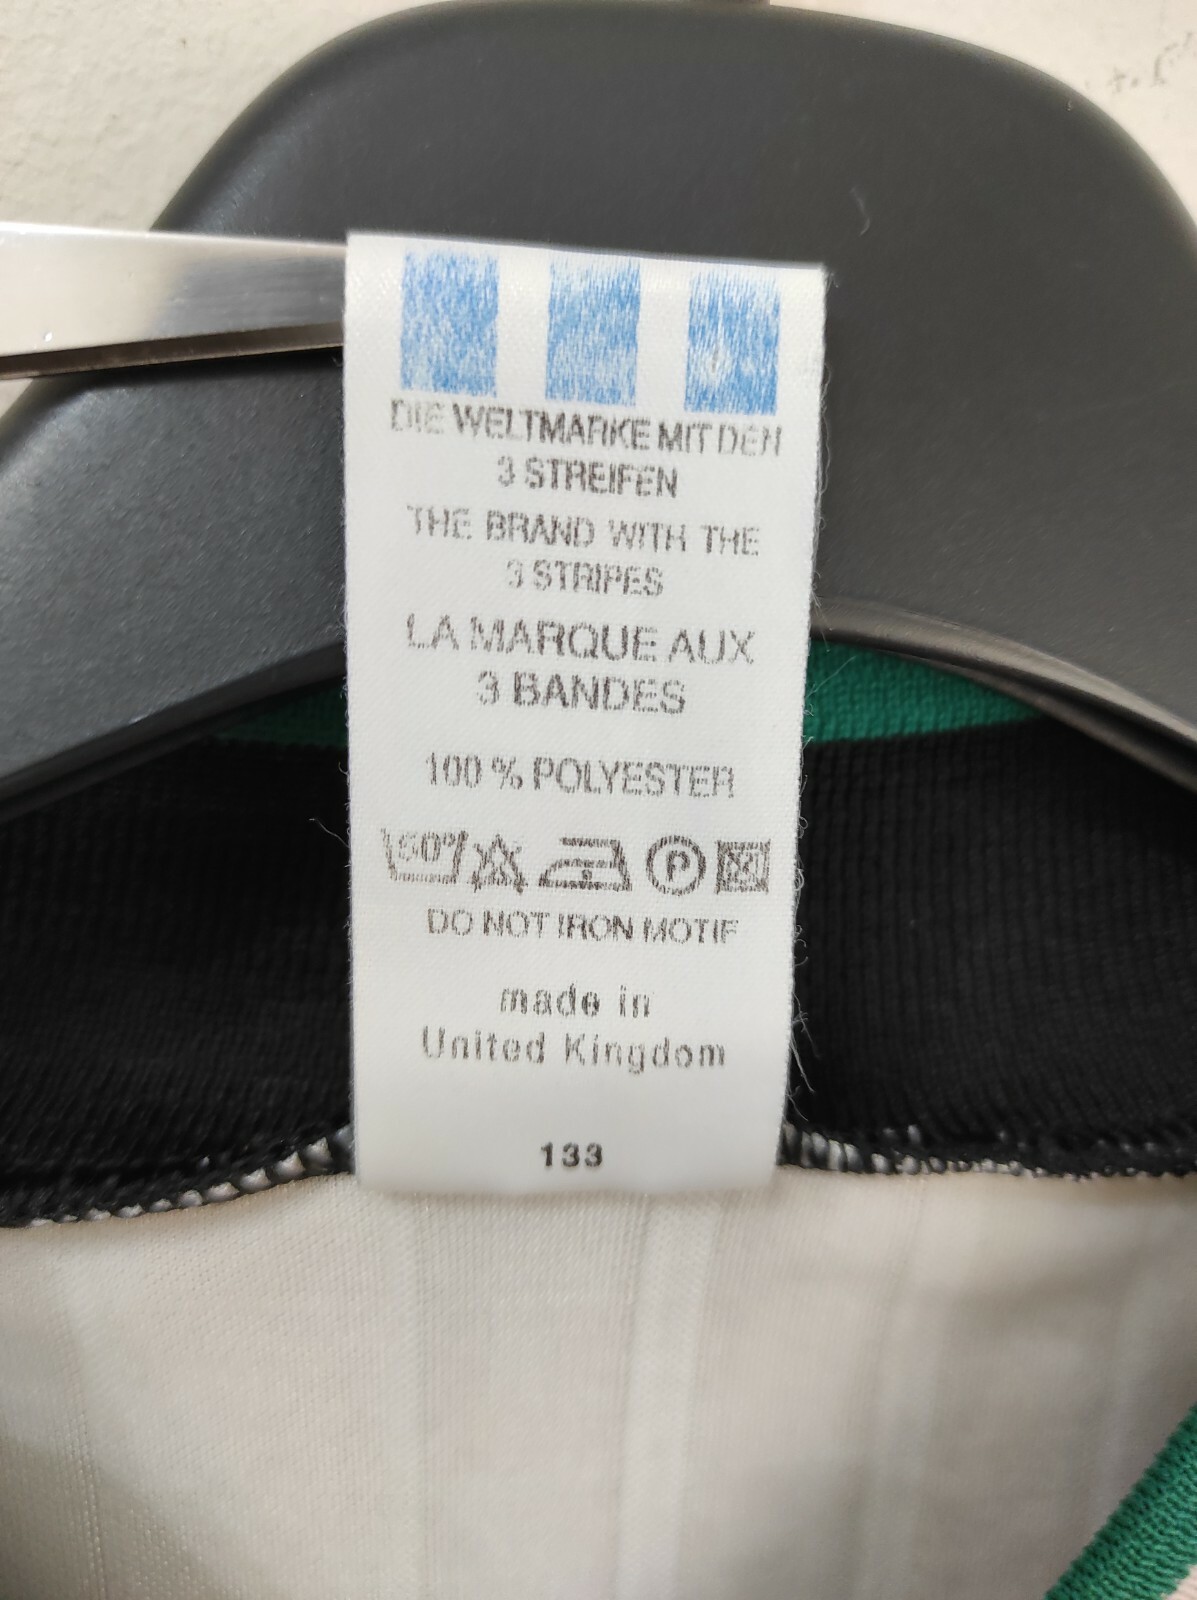 DIE WELTMARKE MIT DEN
3 STREIFEN
THE BRAND WITH THE
3 STRIPES
LA MARQUE AUX
3 BANDES
100 % POLYESTER
P
DO NOT IRON MOTIF
made in
United Kingdom
133